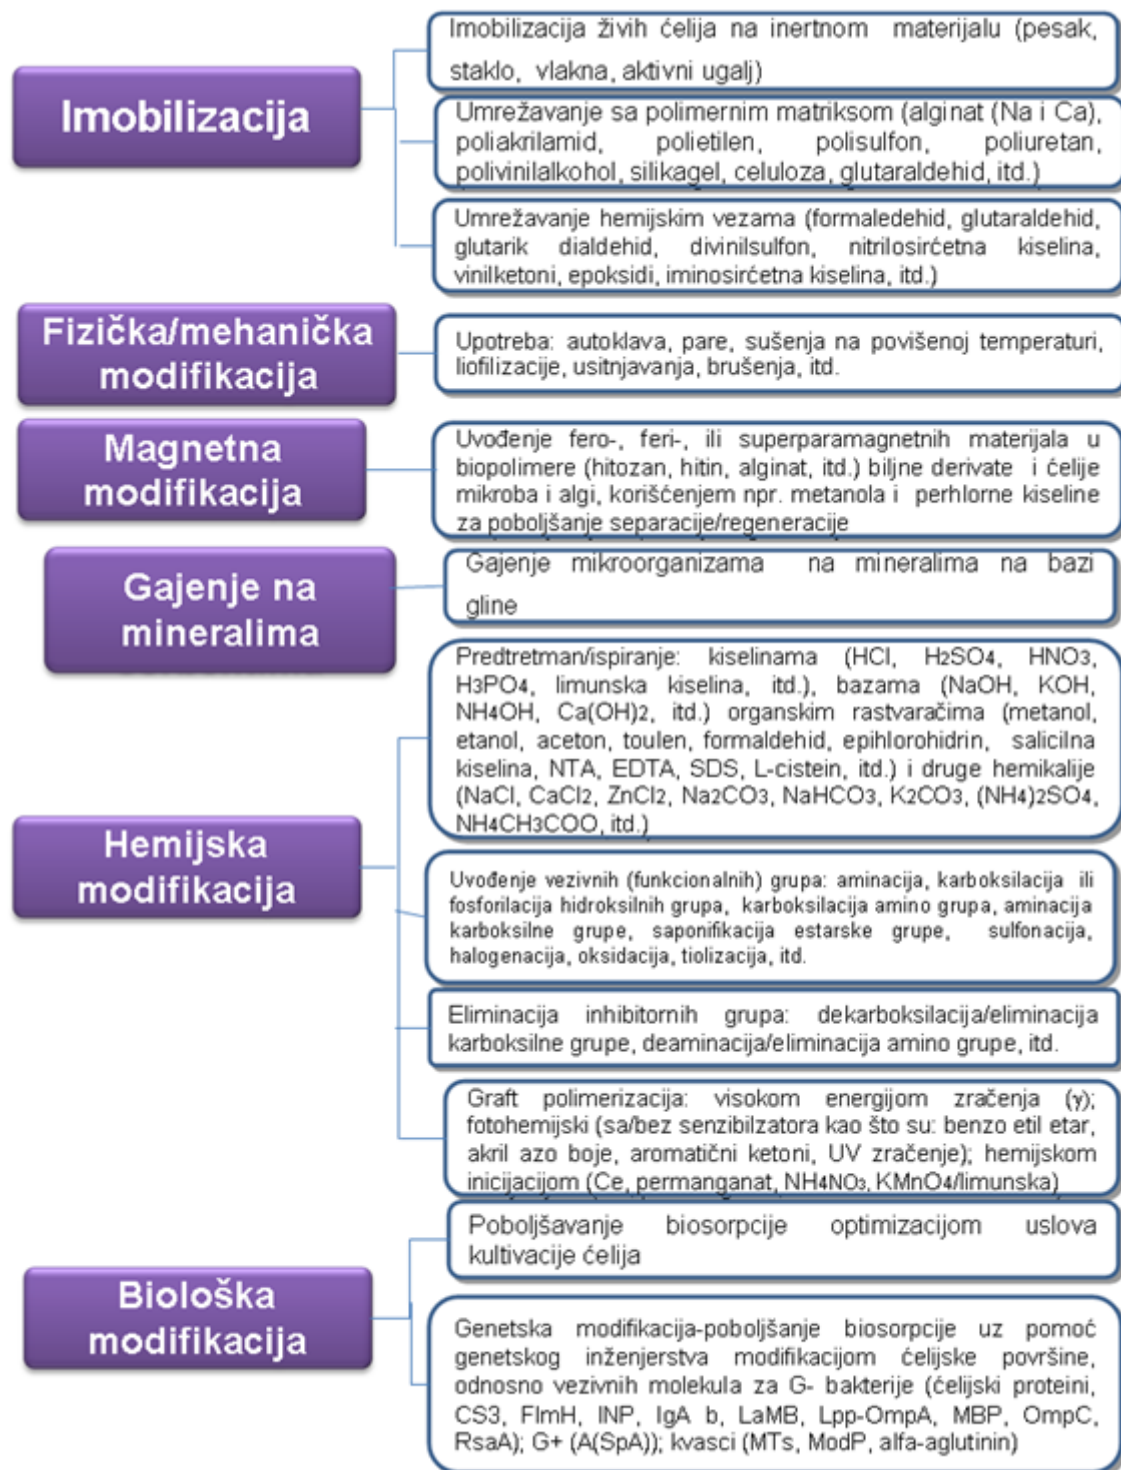 Imobilizacija
Imobilizacija živih ćelija na inertnom materijalu (pesak,
staklo, vlakna, aktivni ugalj)
Umrežavanje sa polimernim matriksom (alginat (Na i Ca),
poliakrilamid, polietilen, polisulfon, poliuretan,
polivinilalkohol, silikagel, celuloza, glutaraldehid, itd.)
Umrežavanje hemijskim vezama (formaledehid, glutaraldehid,
glutarik dialdehid, divinilsulfon, nitrilosirćetna kiselina,
vinilketoni, epoksidi, iminosirćetna kiselina, itd.)
Fizička/mehanička
modifikacija
Upotreba: autoklava, pare, sušenja na povišenoj temperaturi,
liofilizacije, usitnjavanja, brušenja, itd.
Magnetna
modifikacija
Uvođenje fero-, feri-, ili superparamagnetnih materijala u
biopolimere (hitozan, hitin, alginat, itd.) biljne derivate i ćelije
mikroba i algi, korišćenjem npr. metanola i perhlorne kiseline
za poboljšanje separacije/regeneracije
Gajenje na
mineralima
Gajenje mikroorganizama na mineralima na bazi
gline
Hemijska
modifikacija
Predtretman/ispiranje: kiselinama (HCl, H2SO4, HNO3,
H3PO4, limunska kiselina, itd.), bazama (NaOH, KOH,
NH4OH, Ca(OH)2, itd.) organskim rastvaračima (metanol,
etanol, aceton, toulen, formaldehid, epihlorohidrin, salicilna
kiselina, NTA, EDTA, SDS, L-cistein, itd.) i druge hemikalije
(NaCl, CaCl2, ZnCl2, Na2CO3, NaHCO3, K2CO3, (NH4)2SO4,
NH4CH3COO, itd.)
Uvođenje vezivnih (funkcionalnih) grupa: aminacija, karboksilacija ili
fosforilacija hidroksilnih grupa, karboksilacija amino grupa, aminacija
karboksilne grupe, saponifikacija estarske grupe, sulfonacija,
halogenacija, oksidacija, tiolizacija, itd.
Eliminacija inhibitornih grupa: dekarboksilacija/eliminacija
karboksilne grupe, deaminacija/eliminacija amino grupe, itd.
Graft polimerizacija: visokom energijom zračenja (γ);
fotohemijski (sa/bez senzibilzatora kao što su: benzo etil etar,
akril azo boje, aromatični ketoni, UV zračenje); hemijskom
inicijacijom (Ce, permanganat, NH4NO3, KMnO4/limunska)
Biološka
modifikacija
Poboljšavanje biosorpcije optimizacijom uslova
kultivacije ćelija
Genetska modifikacija-poboljšanje biosorpcije uz pomoć
genetskog inženjerstva modifikacijom ćelijske površine,
odnosno vezivnih molekula za G- bakterije (ćelijski proteini,
CS3, FlmH, INP, IgA b, LaMB, Lpp-OmpA, MBP, OmpC,
RsaA); G+ (A(SpA)); kvasci (MTs, ModP, alfa-aglutinin)